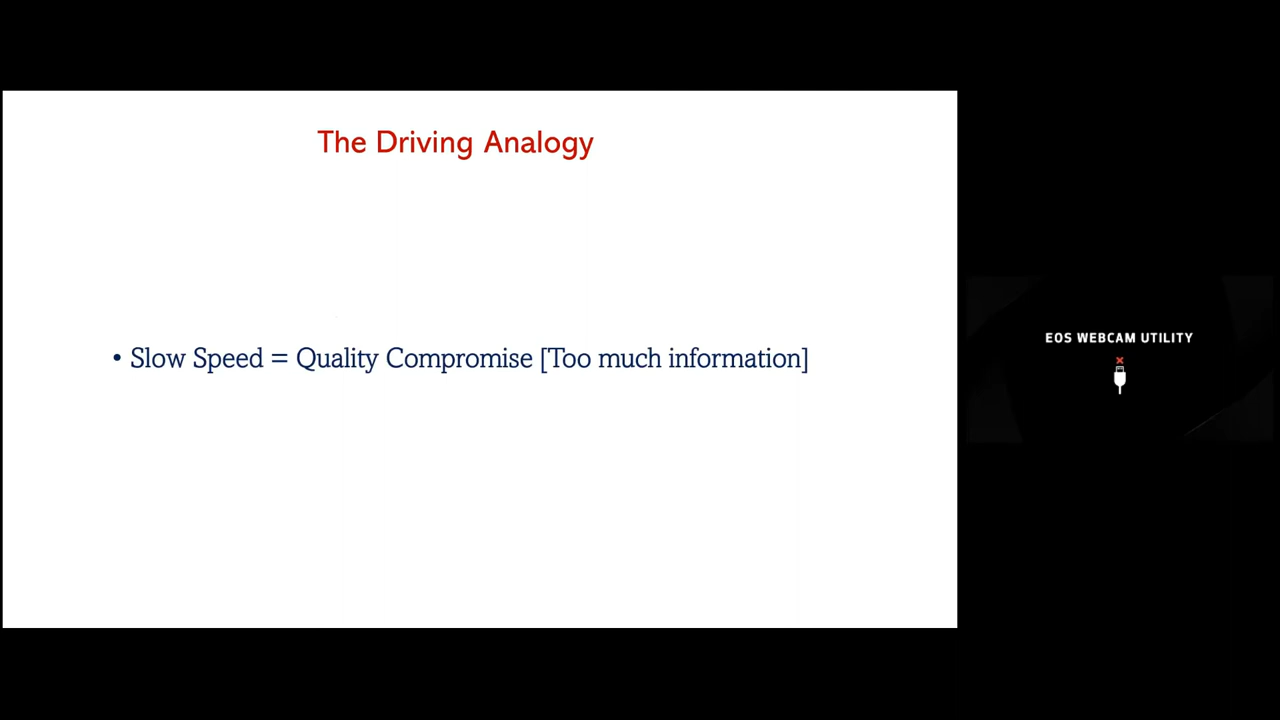 The Driving Analogy
• Slow Speed = Quality Compromise [Too much information]
EOS WEBCAM UTILITY